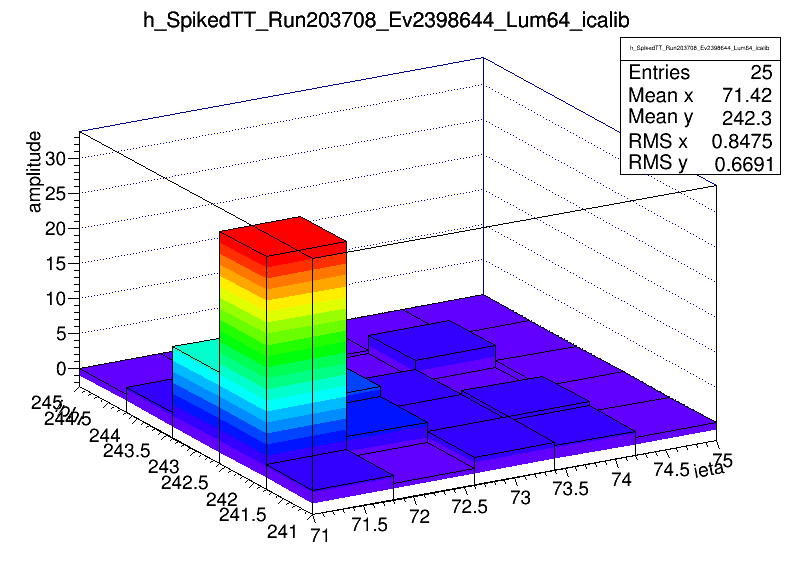 h_SpikedTT_Run203708_Ev2398644_Lum64_icalib
h_SpikedTT_Run203708_Ev2398644_Lum64_icalib
Entries 25
Mean x 71.42
Mean y 242.3
RMS x 0.8475
RMS y 0.6691
amplitude
30
25
20
15
10
5
0
245
244.5
244
243.5
243
242.5
242
241.5
241
71
71.5
72
72.5
73
73.5
74
74.5
75
ieta